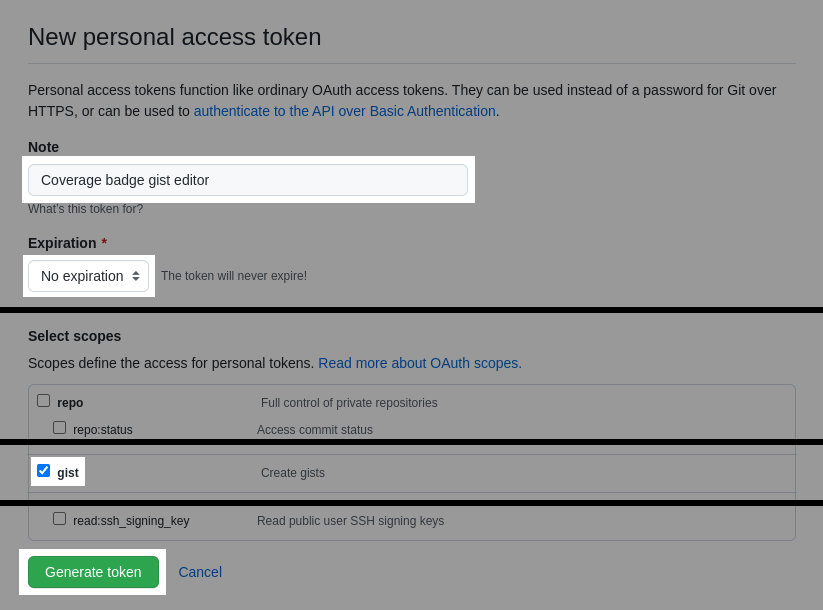 New personal access token
Personal access tokens function like ordinary OAuth access tokens. They can be used instead of a password for Git over
HTTPS, or can be used to authenticate to the API over Basic Authentication.
Note
Coverage badge gist editor
What's this token for?
Expiration *
No expiration The token will never expire!
Select scopes
Scopes define the access for personal tokens. Read more about OAuth scopes.
repo Full control of private repositories
repo:status Access commit status
gist Create gists
read:ssh_signing_key Read public user SSH signing keys
Generate token Cancel